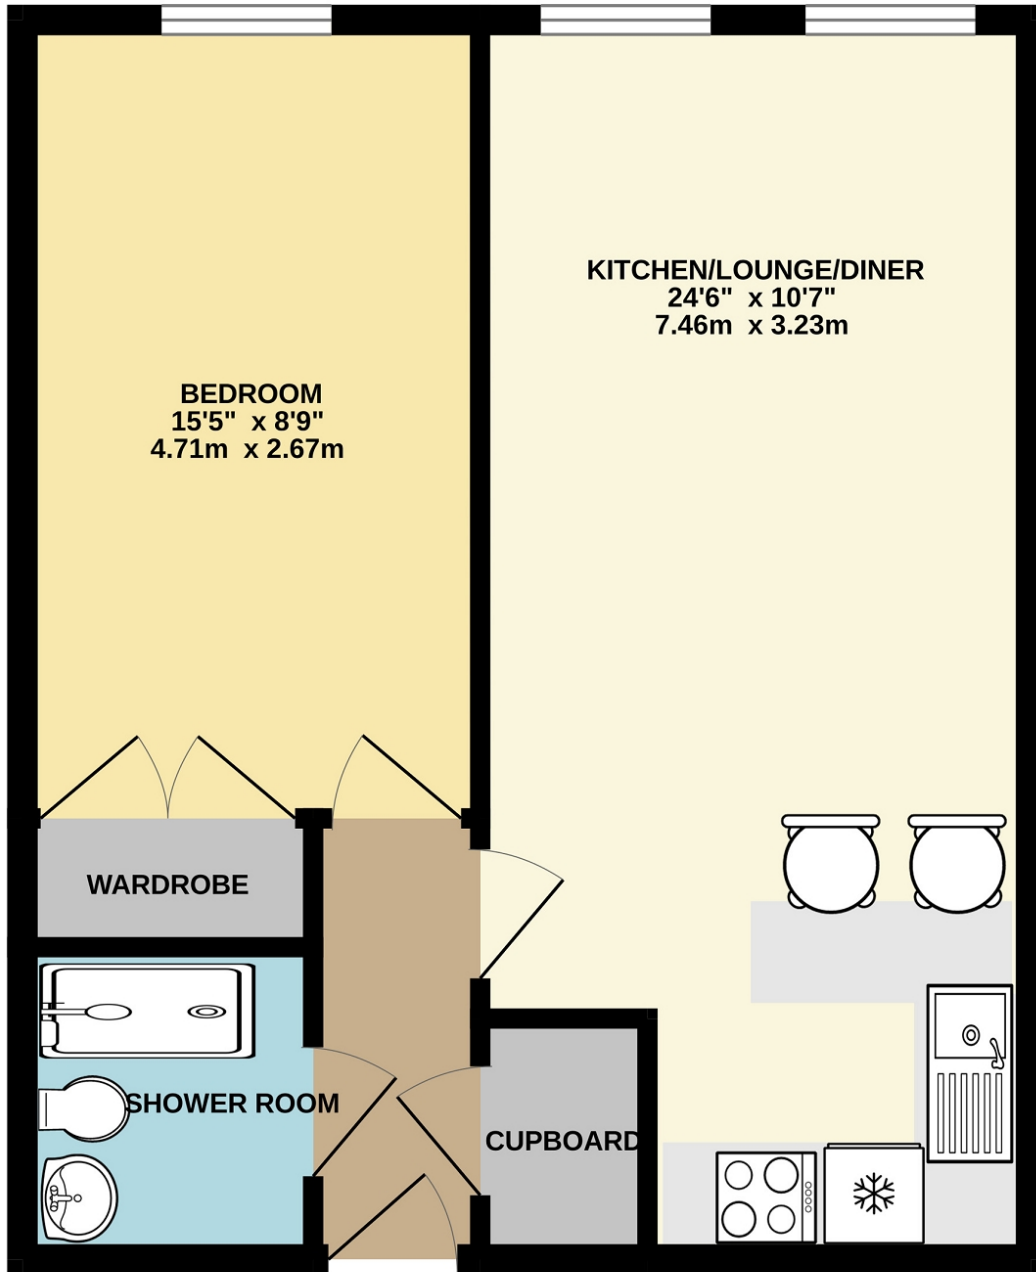 KITCHEN/LOUNGE/DINER
24'6" x 10'7"
7.46m x 3.23m
BEDROOM
15'5" x 8'9"
4.71m x 2.67m
WARDROBE
SHOWER ROOM
CUPBOARD